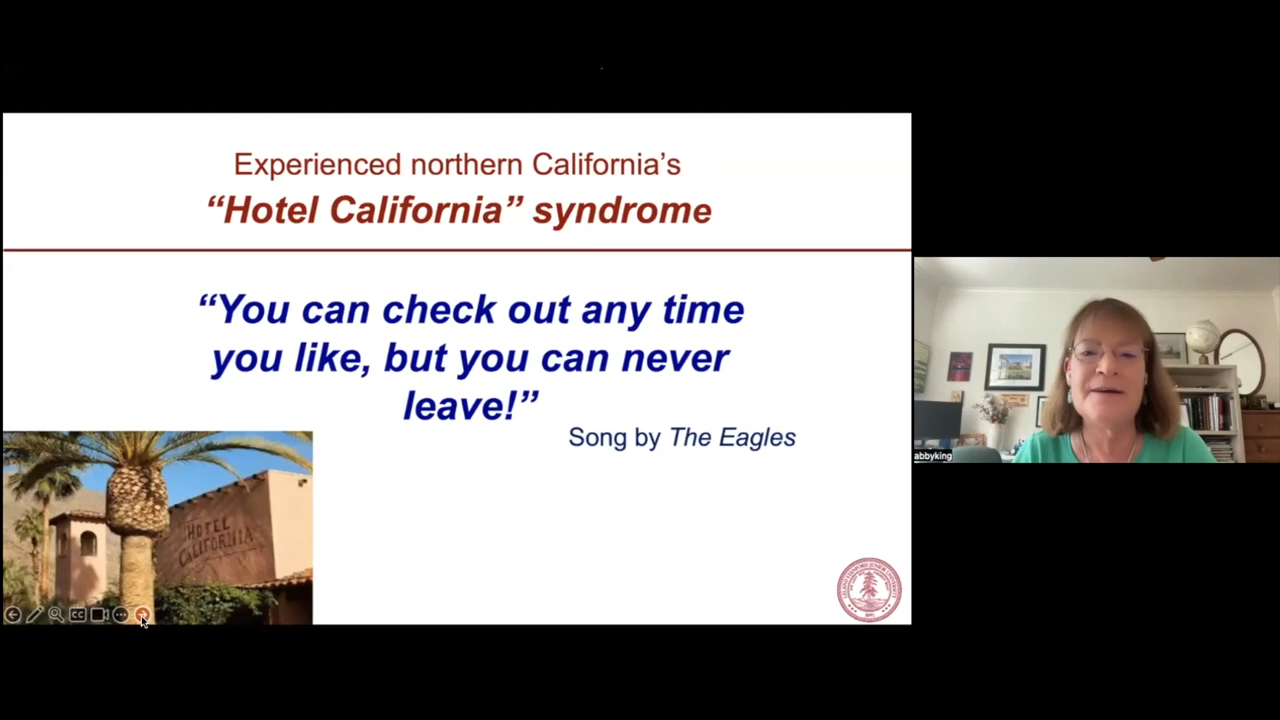 Experienced northern California’s
“Hotel California” syndrome
“You can check out any time
you like, but you can never
leave!”
Song by The Eagles
HOTEL
CALIFORNIA
CC
abbyking